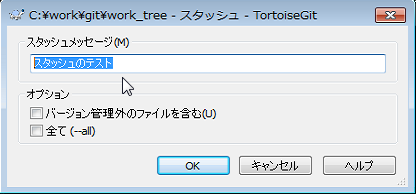 C:¥work¥git¥work_tree - スタッシュ - TortoiseGit
スタッシュメッセージ(M)
スタッシュのテスト
オプション
バージョン管理外のファイルを含む(U)
全て (--all)
OK キャンセル ヘルプ